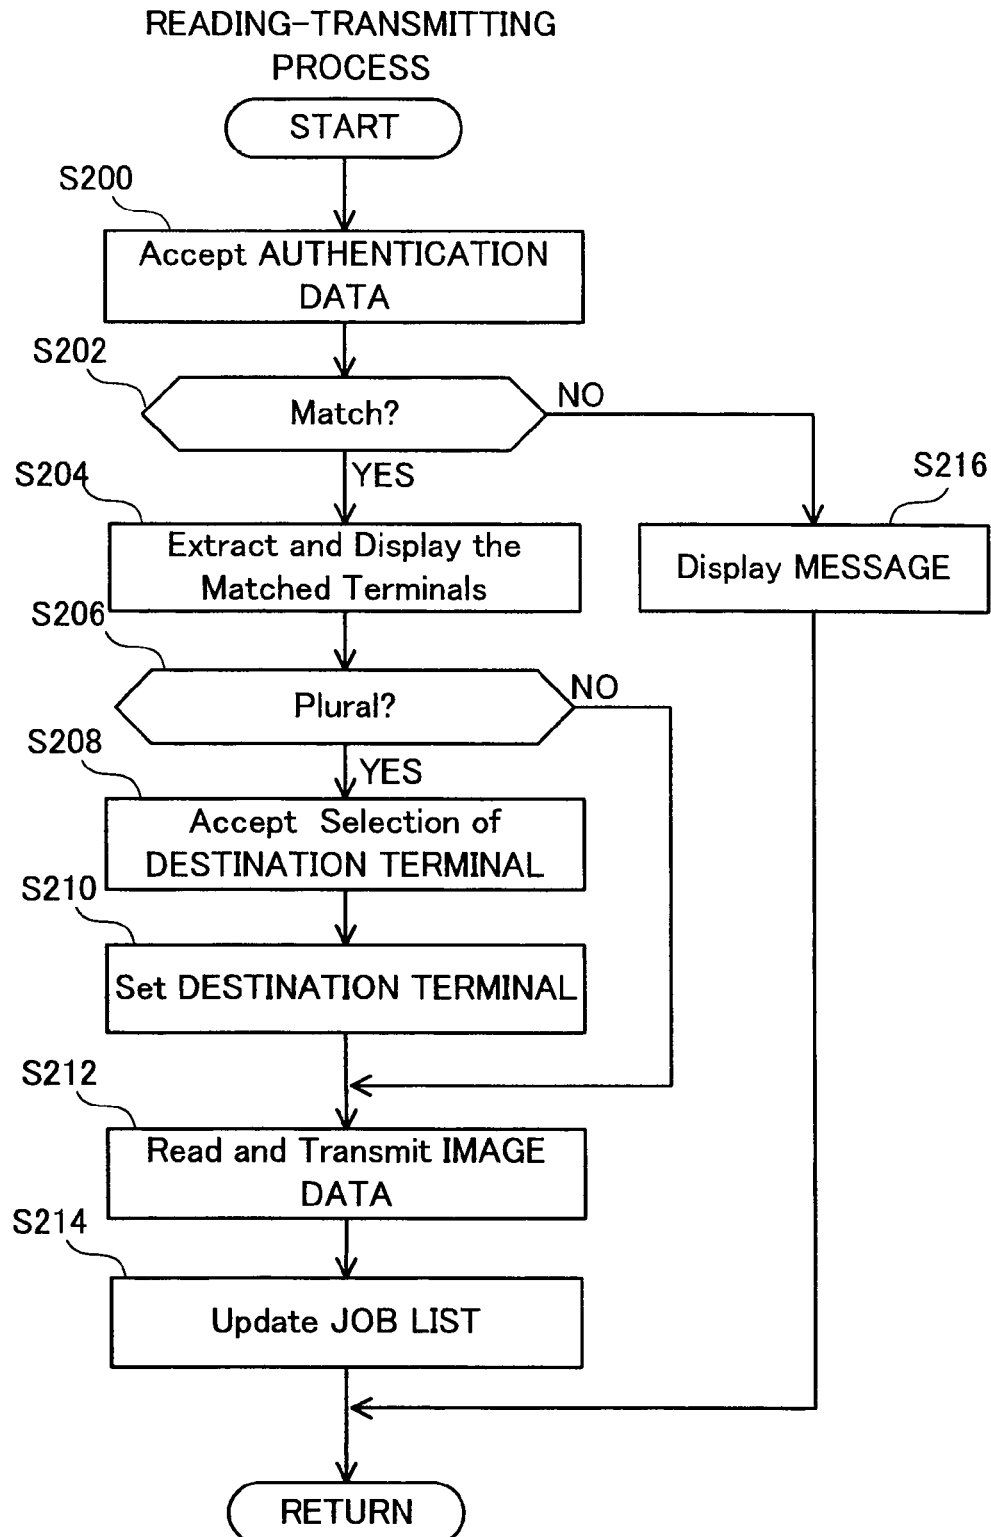 READING-TRANSMITTING
PROCESS
START
S200
Accept AUTHENTICATION
DATA
S202
Match?
NO
YES
S204
Extract and Display the
Matched Terminals
S216
Display MESSAGE
S206
Plural?
NO
S208
YES
Accept Selection of
DESTINATION TERMINAL
S210
Set DESTINATION TERMINAL
S212
Read and Transmit IMAGE
DATA
S214
Update JOB LIST
RETURN